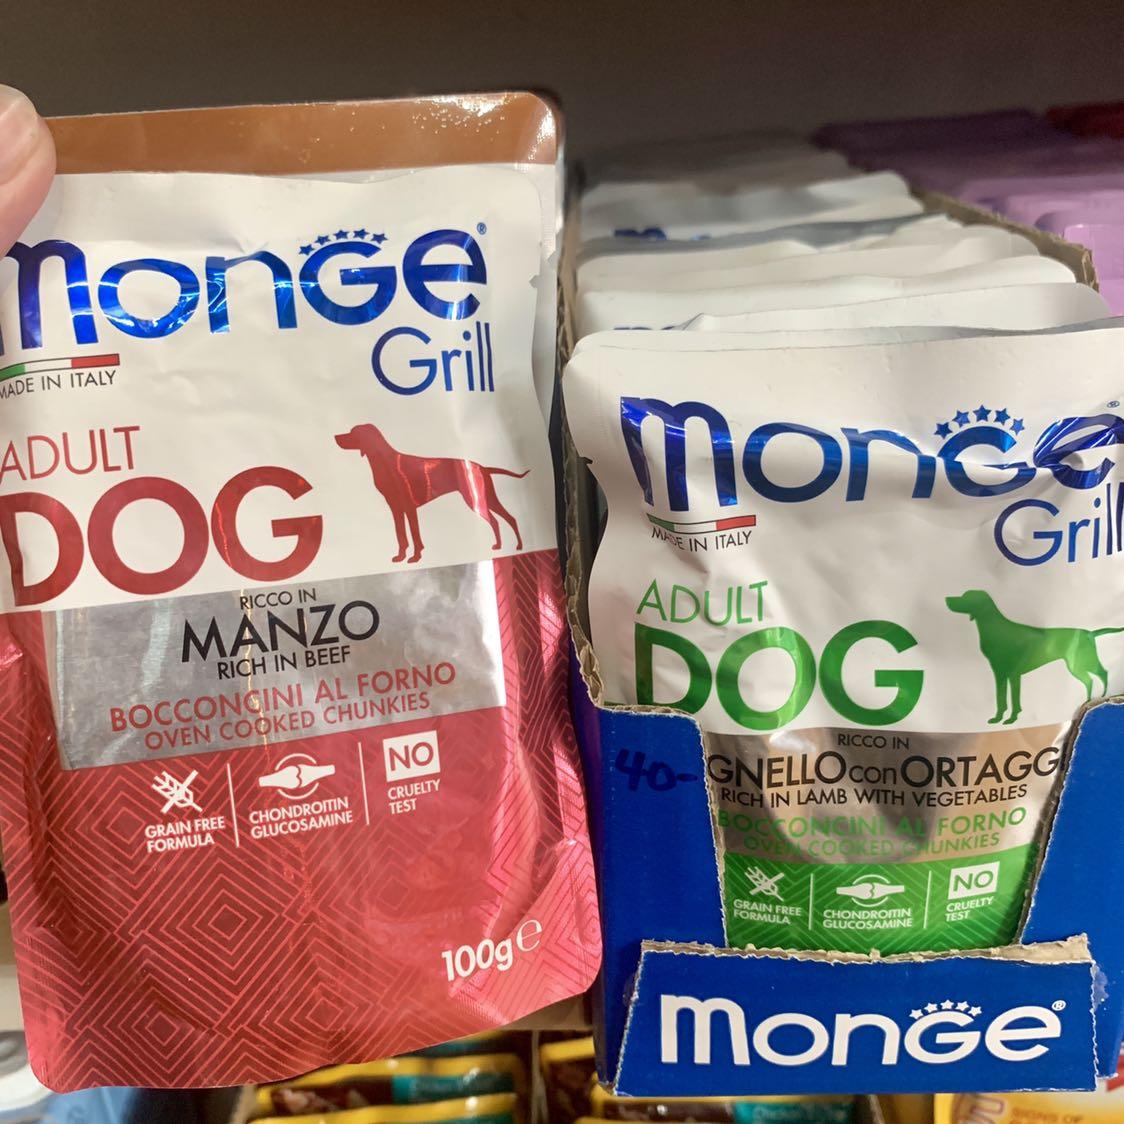 monGe®
Grill
MADE IN ITALY
ADULT
DOG
RICCO IN
MANZO
RICH IN BEEF
BOCCONCINI AL FORNO
OVEN COOKED CHUNKIES
GRAIN FREE
FORMULA
CHONDROITIN
GLUCOSAMINE
NO
CRUELTY
TEST
100g e
monGe®
Grill
MADE IN ITALY
ADULT
DOG
RICCO IN
GNELLO con ORTAGG
RICH IN LAMB WITH VEGETABLES
BOCCONCINI AL FORNO
OVEN COOKED CHUNKIES
GRAIN FREE
FORMULA
CHONDROITIN
GLUCOSAMINE
NO
CRUELTY
TEST
40-
monGe®